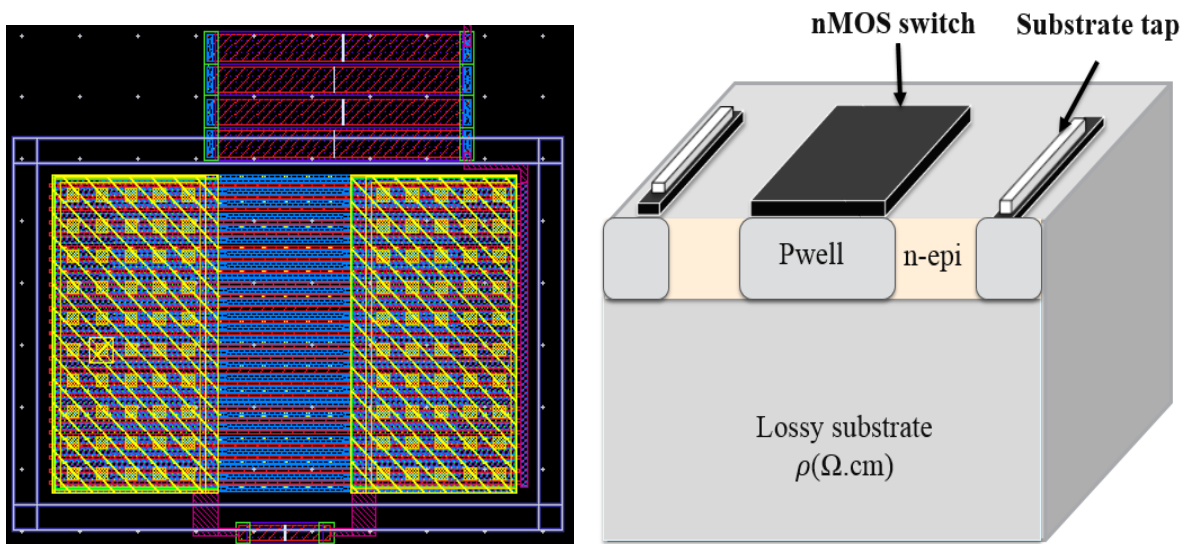 nMOS switch
Substrate tap
Pwell
n-epi
Lossy substrate
ρ(Ω.cm)